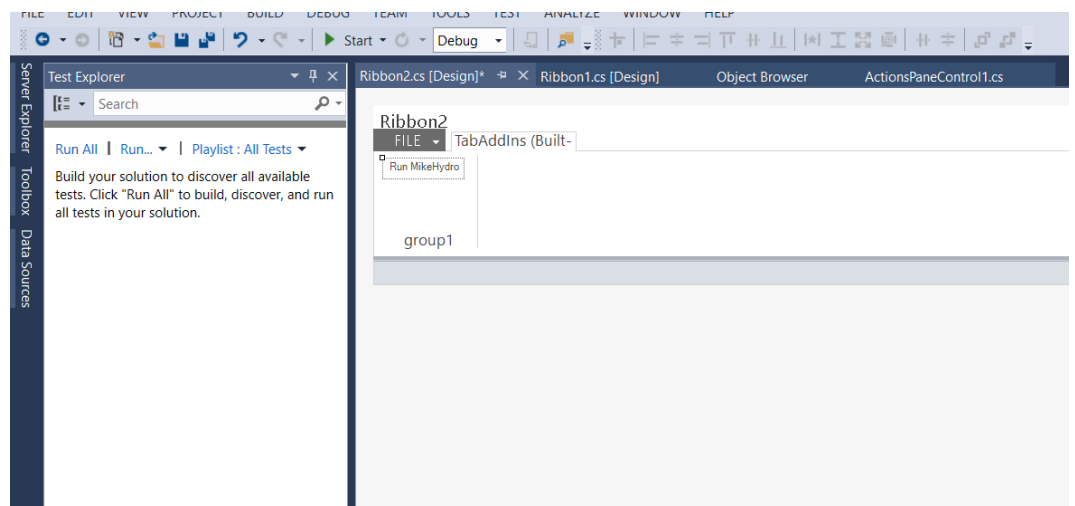 FILE EDIT VIEW PROJECT BUILD DEBUG TEAM TOOLS TEST ANALYZE WINDOW HELP
Start Debug
Server Explorer
Toolbox
Data Sources
Test Explorer
Search
Run All | Run... | Playlist : All Tests
Build your solution to discover all available
tests. Click "Run All" to build, discover, and run
all tests in your solution.
Ribbon2.cs [Design]* Ribbon1.cs [Design] Object Browser ActionsPaneControl1.cs
Ribbon2
FILE TabAddIns (Built-
Run MikeHydro
group1